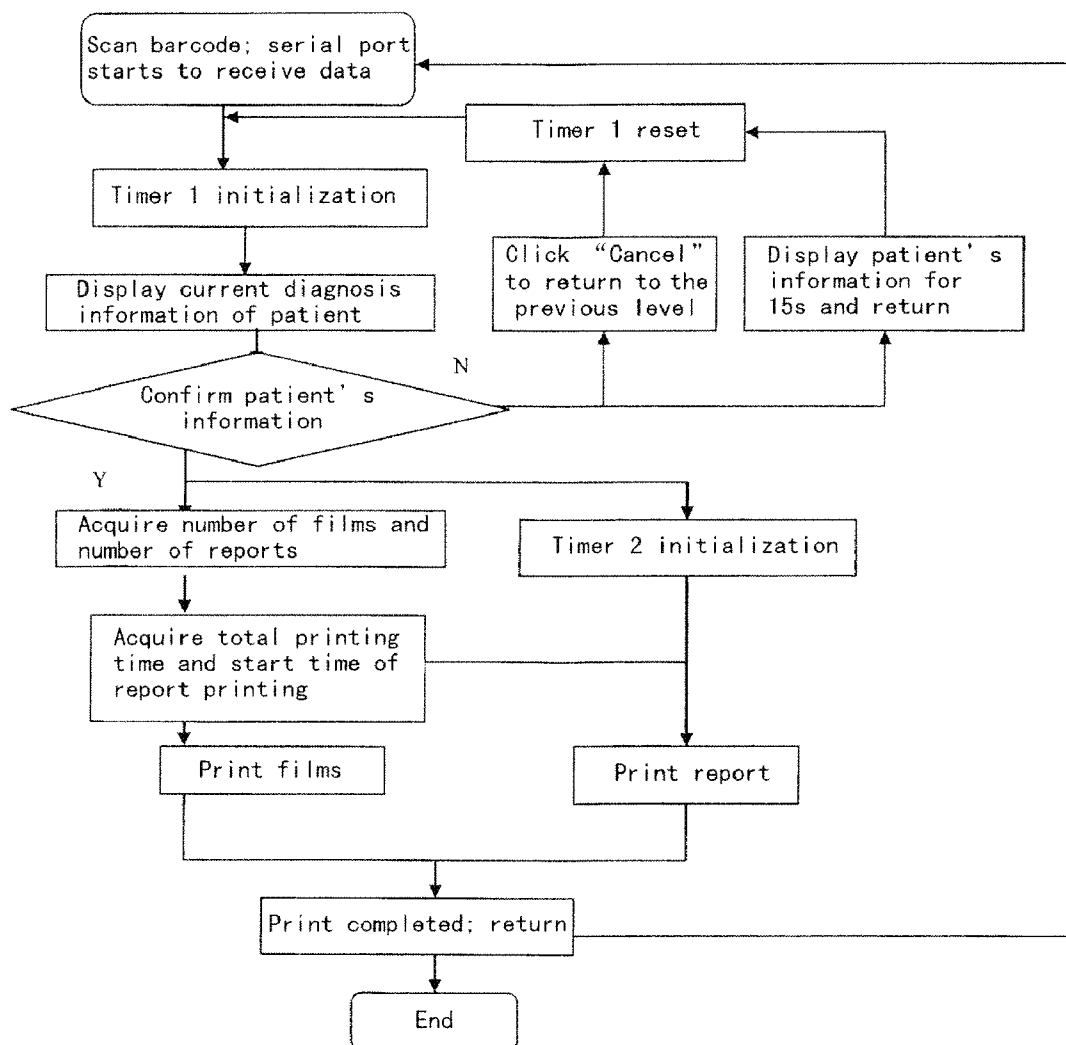 Scan barcode; serial port
starts to receive data
Timer 1 reset
Timer 1 initialization
Click “Cancel”
to return to the
previous level
Display patient's
information for
15s and return
Display current diagnosis
information of patient
N
Confirm patient's
information
Y
Acquire number of films and
number of reports
Timer 2 initialization
Acquire total printing
time and start time of
report printing
Print films
Print report
Print completed; return
End